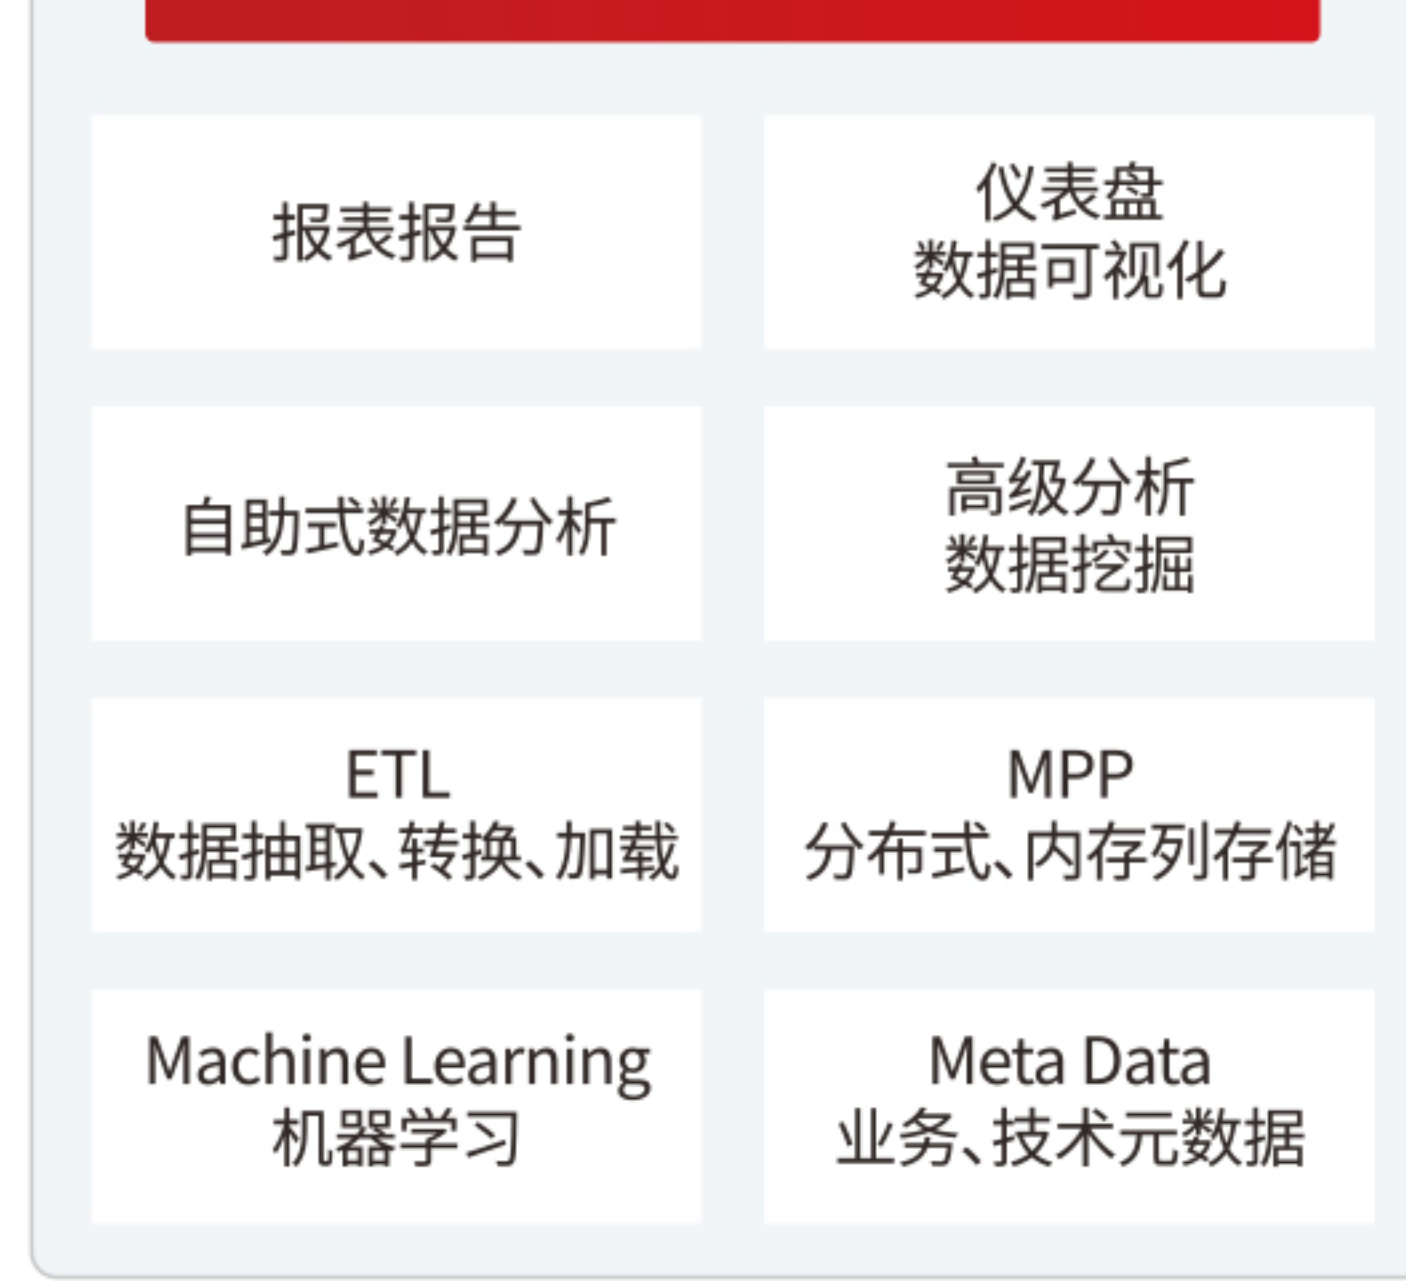 报表报告
仪表盘
数据可视化
自助式数据分析
高级分析
数据挖掘
ETL
数据抽取、转换、加载
MPP
分布式、内存列存储
Machine Learning
机器学习
Meta Data
业务、技术元数据